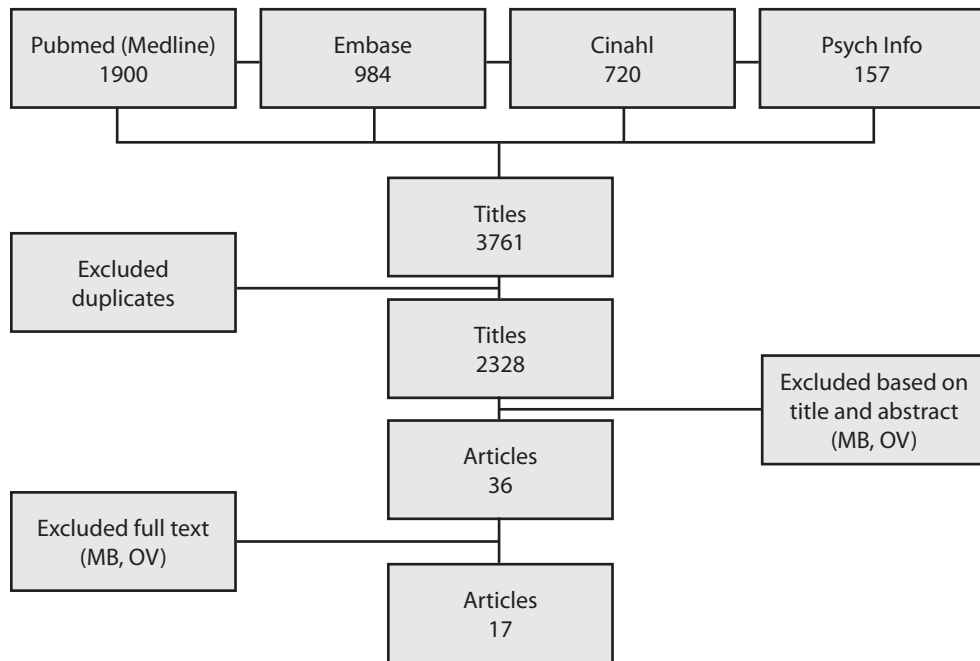 Pubmed (Medline)
1900
Embase
984
Cinahl
720
Psych Info
157
Titles
3761
Excluded
duplicates
Titles
2328
Excluded based on
title and abstract
(MB, OV)
Articles
36
Excluded full text
(MB, OV)
Articles
17